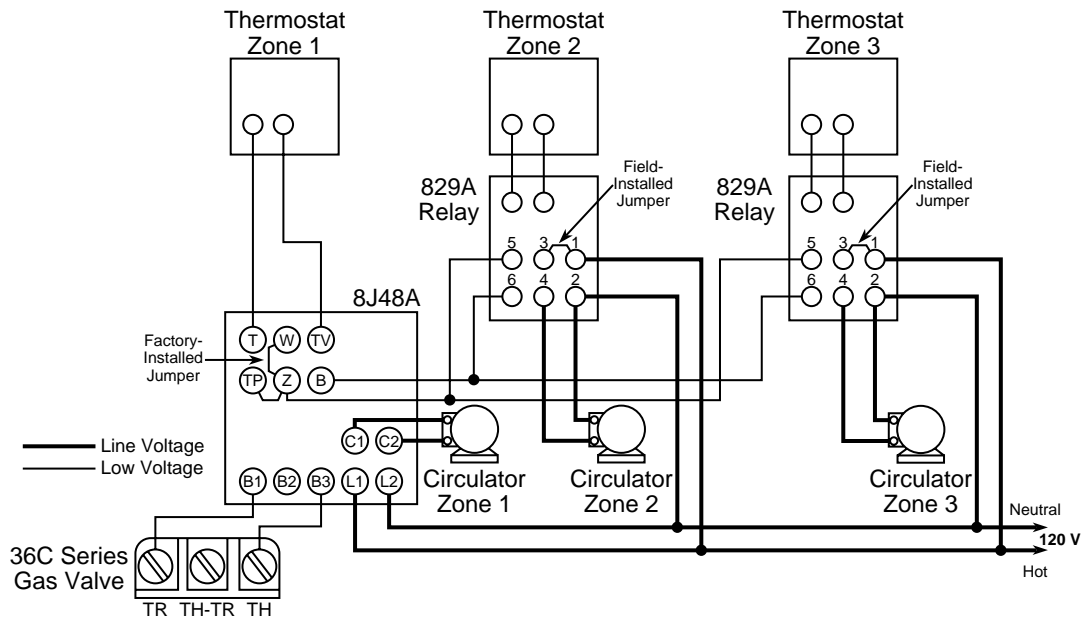 Thermostat
Zone 1
Thermostat
Zone 2
Thermostat
Zone 3
829A
Relay
Field-
Installed
Jumper
5 3 1
6 4 2
829A
Relay
Field-
Installed
Jumper
5 3 1
6 4 2
8J48A
T W TV
TP Z B
Factory-
Installed
Jumper
C1 C2
Line Voltage
Low Voltage
B1 B2 B3 L1 L2
Circulator
Zone 1
Circulator
Zone 2
Circulator
Zone 3
Neutral
120 V
Hot
36C Series
Gas Valve
TR TH-TR TH